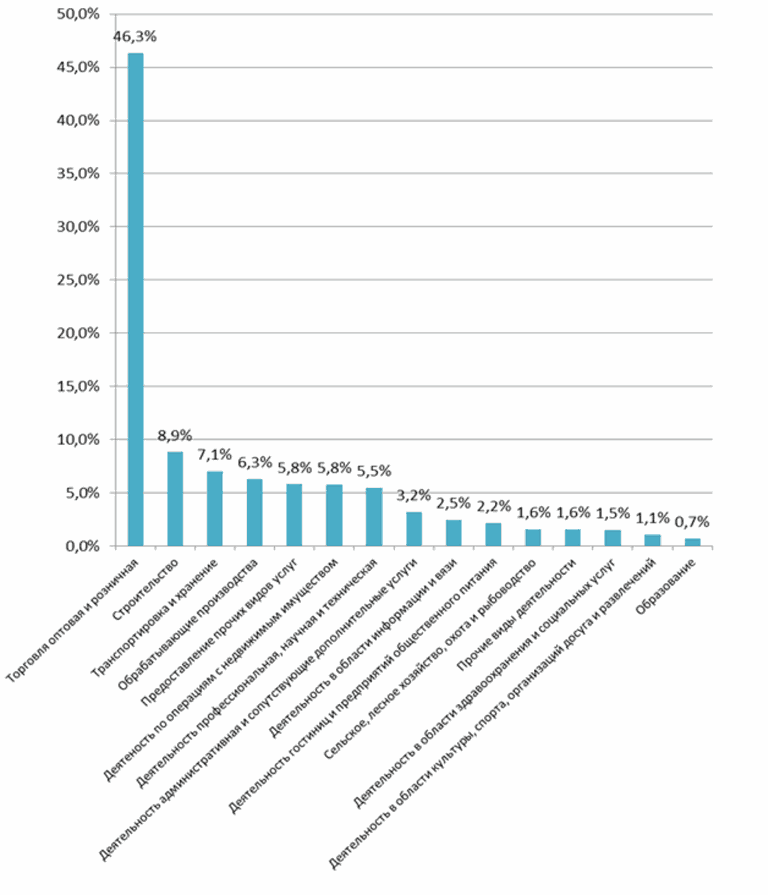 50,0%
45,0%
40,0%
35,0%
30,0%
25,0%
20,0%
15,0%
10,0%
5,0%
0,0%
46,3%
8,9%
7,1%
6,3%
5,8%
5,8%
5,5%
3,2%
2,5%
2,2%
1,6%
1,6%
1,5%
1,1%
0,7%
Торговля оптовая и розничная
Строительство
Транспортировка и хранение
Обрабатывающие производства
Предоставление прочих видов услуг
Деятеность по операциям с недвижимым имуществом
Деятельность профессиональная, научная и техническая
Деятельность административная и сопутствующие дополнительные услуги
Деятельность в области информации и вязи
Деятельность гостиниц и предприятий общественного питания
Сельское, лесное хозяйство, охота и рыбоводство
Прочие виды деятельности
Деятельность в области здравоохранения и социальных услуг
Деятельность в области культуры, спорта, организаций досуга и развлечений
Образование